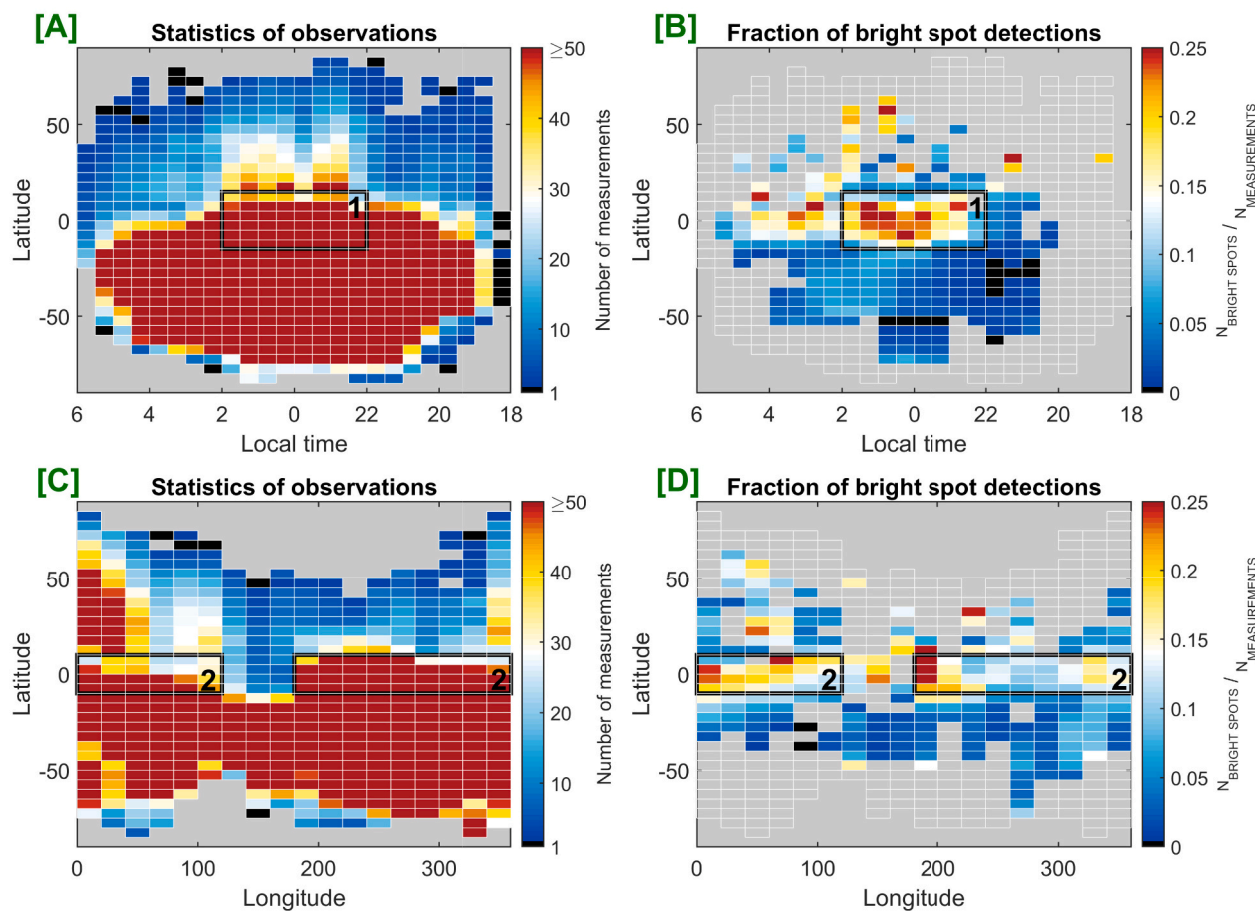 [A] Statistics of observations
≥50
40
30
20
10
1
Number of measurements
50
0
-50
Latitude
1
6 4 2 0 22 20 18
Local time
[B] Fraction of bright spot detections
0.25
0.2
0.15
0.1
0.05
0
N BRIGHT SPOTS / N MEASUREMENTS
50
0
-50
Latitude
1
6 4 2 0 22 20 18
Local time
[C] Statistics of observations
≥50
40
30
20
10
1
Number of measurements
50
0
-50
Latitude
2 2
0 100 200 300
Longitude
[D] Fraction of bright spot detections
0.25
0.2
0.15
0.1
0.05
0
N BRIGHT SPOTS / N MEASUREMENTS
50
0
-50
Latitude
2 2
0 100 200 300
Longitude